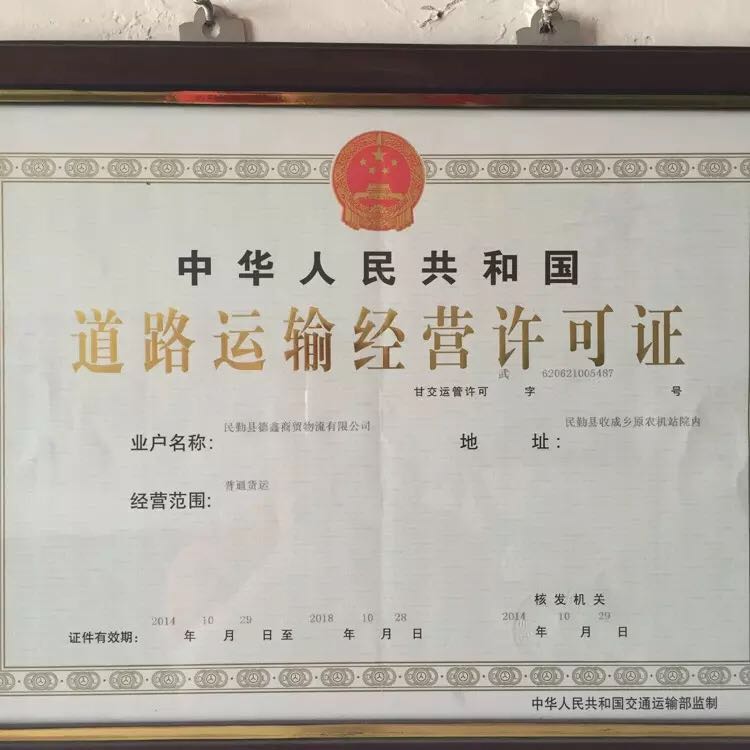 中华人民共和国
道路运输经营许可证
甘交运管许可 武 字 620621005487 号
业户名称: 民勤县德鑫商贸物流有限公司
地 址: 民勤县收成乡原农机站院内
经营范围: 普通货运
核发机关
证件有效期: 2014 年 10 月 29 日 至 2018 年 10 月 28 日
2014 年 10 月 29 日
中华人民共和国交通运输部监制